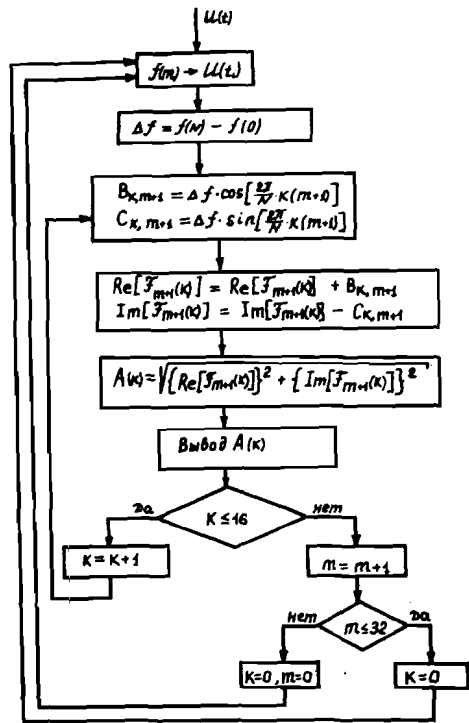 u(t)
f(m) → u(tᵢ)
Δf = f(N) - f(0)
B_{K,m+1} = Δf·cos[2π/N·K(m+1)]
C_{K,m+1} = Δf·sin[2π/N·K(m+1)]
Re[F_{m+1}(K)] = Re[F_{m+1}(K)] + B_{K,m+1}
Im[F_{m+1}(K)] = Im[F_{m+1}(K)] - C_{K,m+1}
A(K) = √{Re[F_{m+1}(K)]}² + {Im[F_{m+1}(K)]}²
Вывод A(K)
да
K ≤ 16
нет
K = K+1
m = m+1
нет
m ≤ 32
да
K=0, m=0
K=0